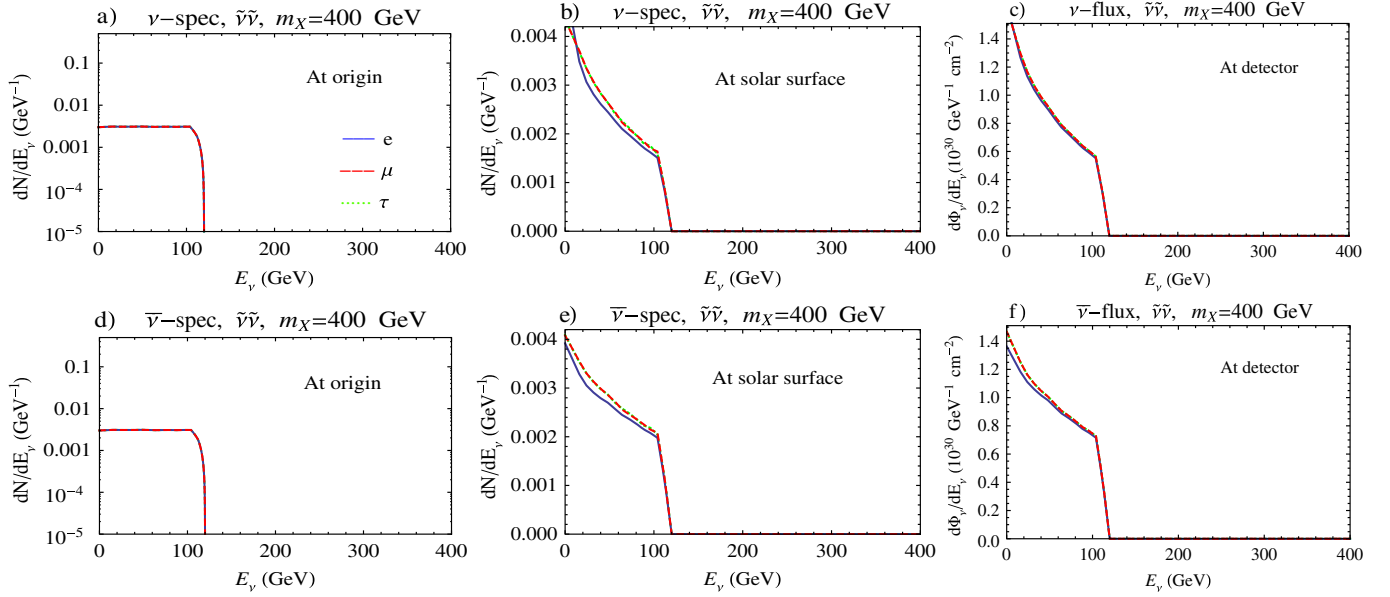 a) ν−spec, ν̃ν̃, m_X=400 GeV
dN/dE_ν (GeV⁻¹)
0.1
0.01
0.001
10⁻⁴
10⁻⁵
At origin
e
μ
τ
0 100 200 300 400
E_ν (GeV)
b) ν−spec, ν̃ν̃, m_X=400 GeV
dN/dE_ν (GeV⁻¹)
0.004
0.003
0.002
0.001
0.000
At solar surface
0 100 200 300 400
E_ν (GeV)
c) ν−flux, ν̃ν̃, m_X=400 GeV
dΦ_ν/dE_ν(10³⁰ GeV⁻¹ cm⁻²)
1.4
1.2
1.0
0.8
0.6
0.4
0.2
0.0
At detector
0 100 200 300 400
E_ν (GeV)
d) ν̅−spec, ν̃ν̃, m_X=400 GeV
dN/dE_ν (GeV⁻¹)
0.1
0.01
0.001
10⁻⁴
10⁻⁵
At origin
0 100 200 300 400
E_ν (GeV)
e) ν̅−spec, ν̃ν̃, m_X=400 GeV
dN/dE_ν (GeV⁻¹)
0.004
0.003
0.002
0.001
0.000
At solar surface
0 100 200 300 400
E_ν (GeV)
f) ν̅−flux, ν̃ν̃, m_X=400 GeV
dΦ_ν/dE_ν (10³⁰ GeV⁻¹ cm⁻²)
1.4
1.2
1.0
0.8
0.6
0.4
0.2
0.0
At detector
0 100 200 300 400
E_ν (GeV)